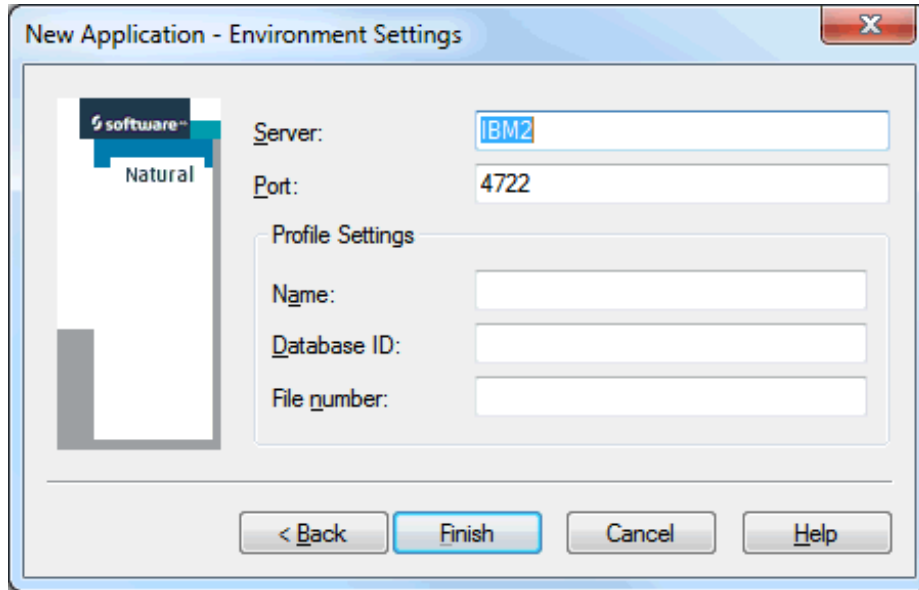 New Application - Environment Settings
software
Natural
Server: IBM2
Port: 4722
Profile Settings
Name:
Database ID:
File number:
< Back Finish Cancel Help